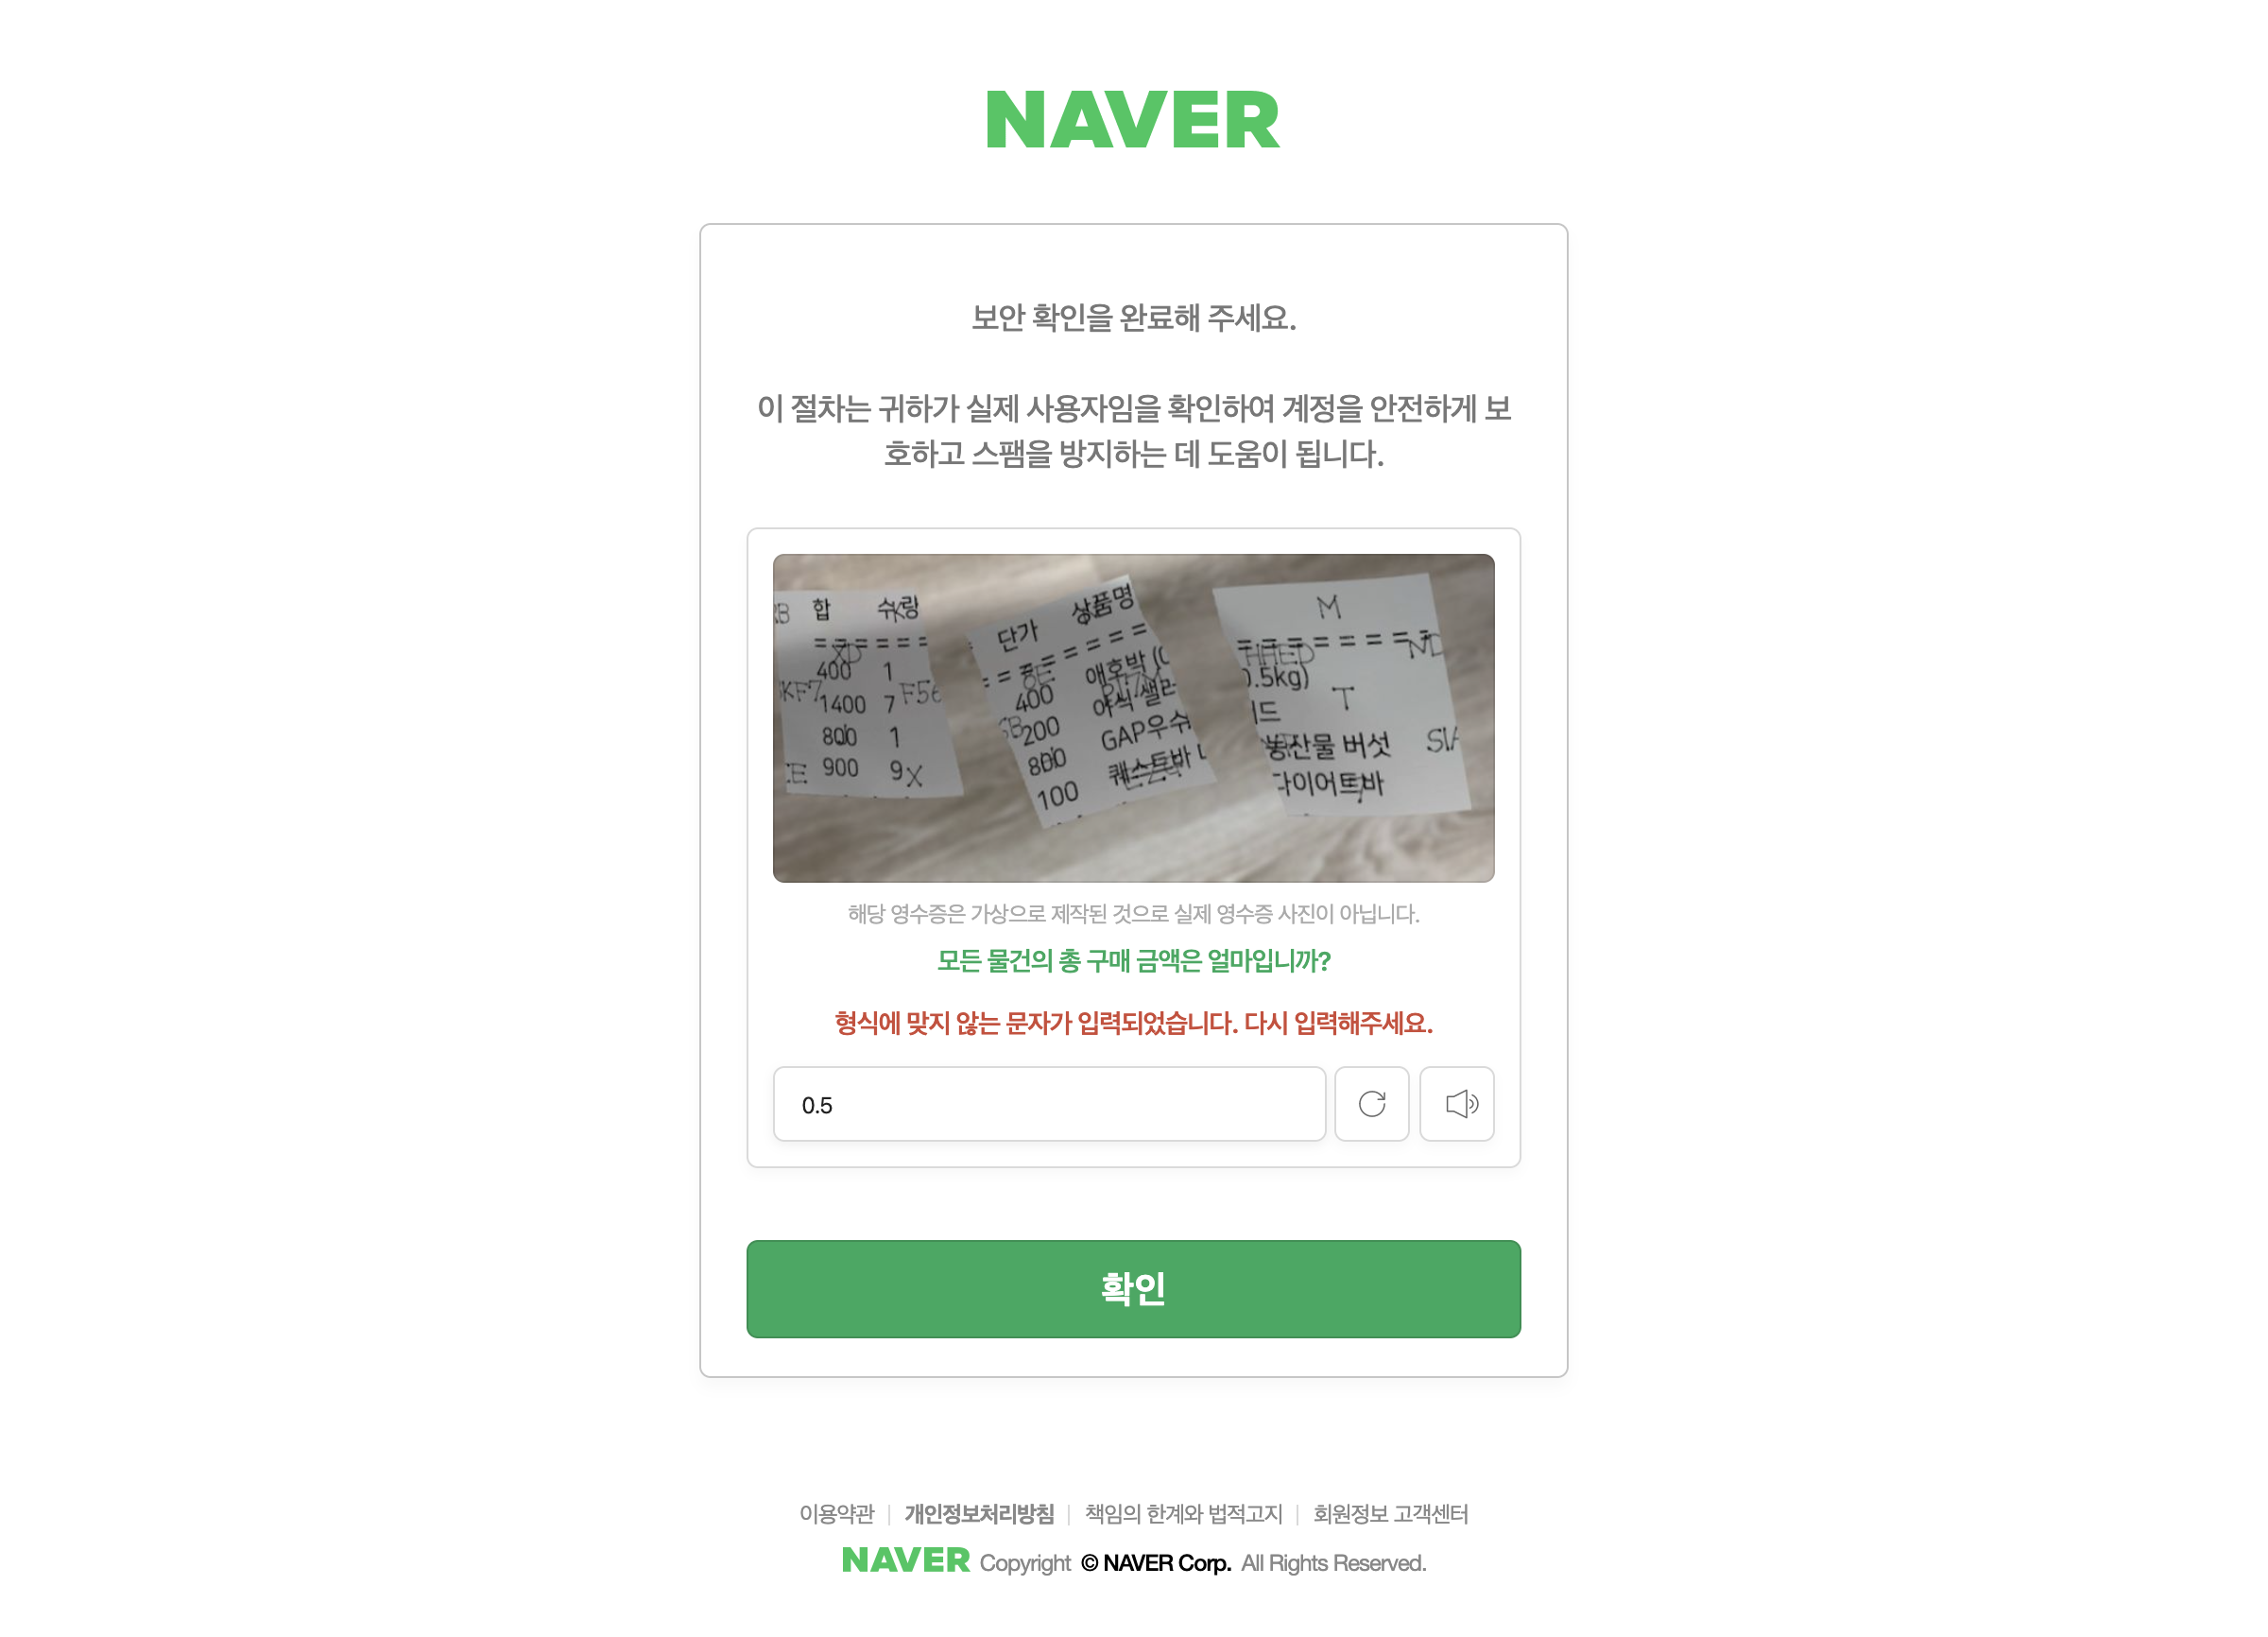 NAVER
보안 확인을 완료해 주세요.
이 절차는 귀하가 실제 사용자임을 확인하여 계정을 안전하게 보
호하고 스팸을 방지하는 데 도움이 됩니다.
합 수량
======
400 1
1400 7
800 1
900 9
단가 상품명
400 애호박
200 야식
800 GAP우수
100 퀘스트바
M
HHED
.5kg)
T
드
농산물 버섯
다이어트바
해당 영수증은 가상으로 제작된 것으로 실제 영수증 사진이 아닙니다.
모든 물건의 총 구매 금액은 얼마입니까?
형식에 맞지 않는 문자가 입력되었습니다. 다시 입력해주세요.
0.5
확인
이용약관 | 개인정보처리방침 | 책임의 한계와 법적고지 | 회원정보 고객센터
NAVER Copyright © NAVER Corp. All Rights Reserved.